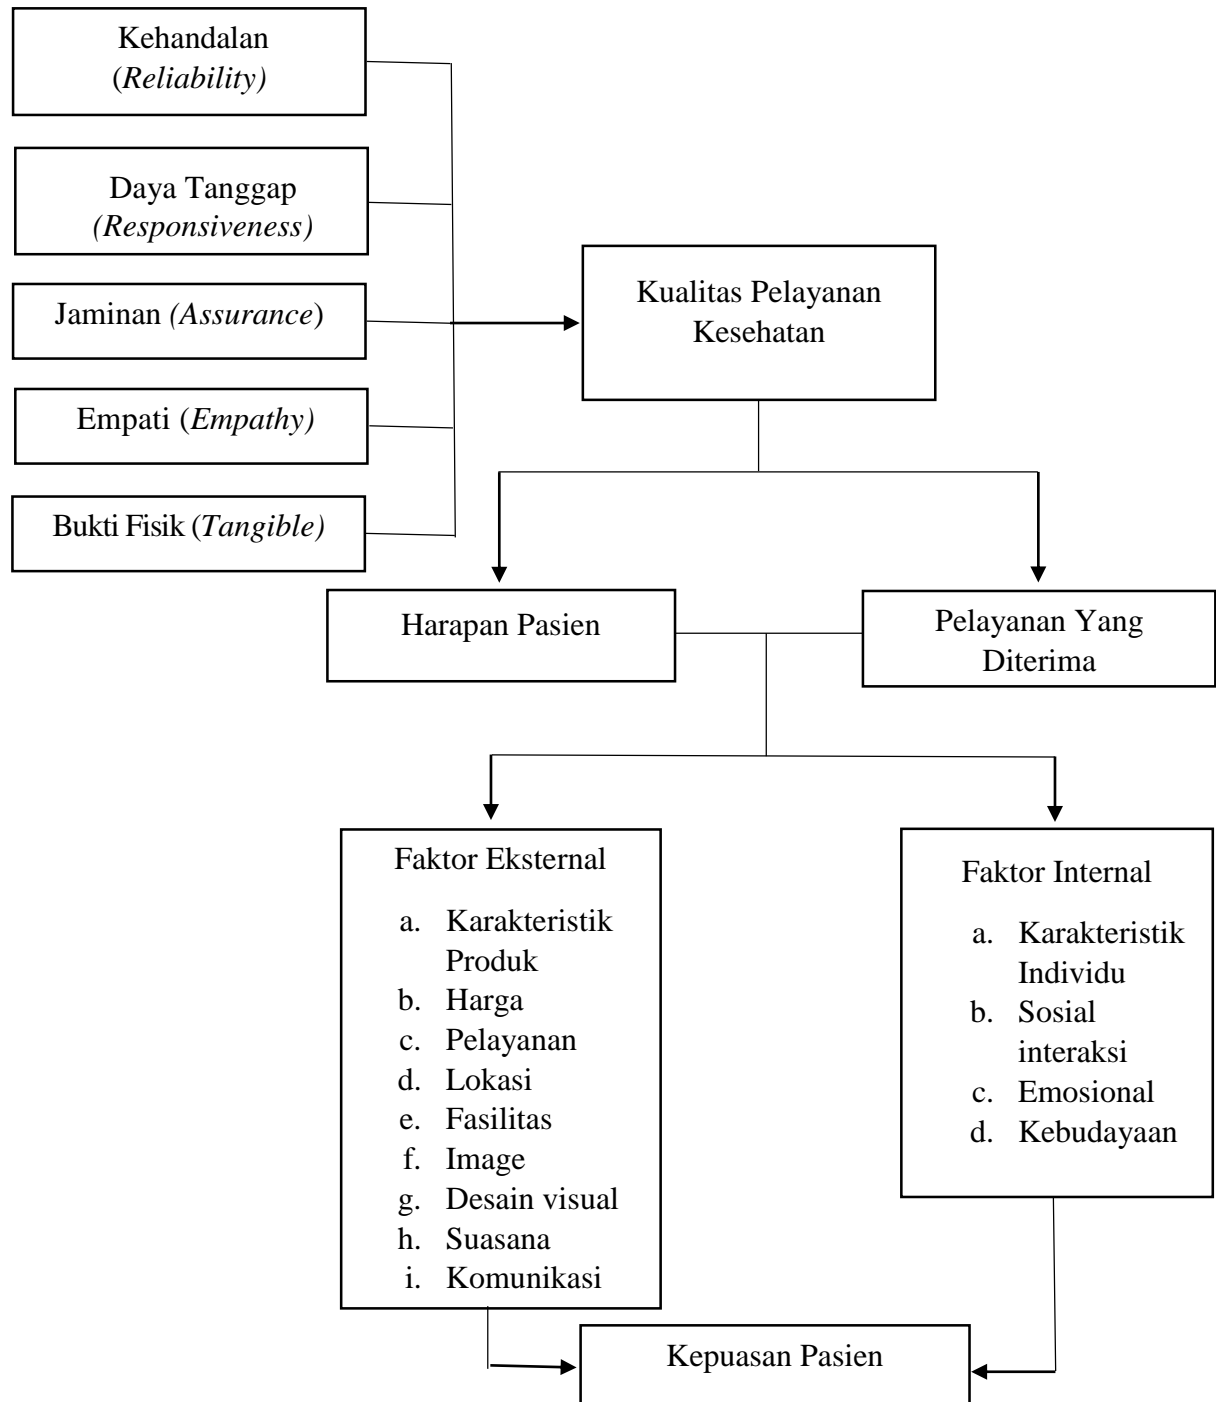 Kehandalan
(Reliability)
Daya Tanggap
(Responsiveness)
Jaminan (Assurance)
Empati (Empathy)
Bukti Fisik (Tangible)
Kualitas Pelayanan
Kesehatan
Harapan Pasien
Pelayanan Yang
Diterima
Faktor Eksternal
a. Karakteristik
Produk
b. Harga
c. Pelayanan
d. Lokasi
e. Fasilitas
f. Image
g. Desain visual
h. Suasana
i. Komunikasi
Faktor Internal
a. Karakteristik
Individu
b. Sosial
interaksi
c. Emosional
d. Kebudayaan
Kepuasan Pasien